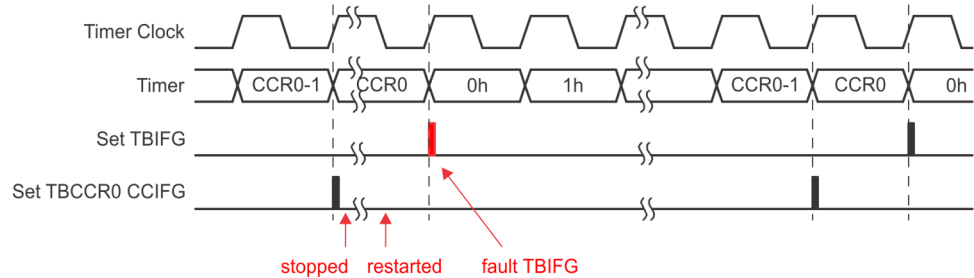 Timer Clock
Timer CCR0-1 CCR0 0h 1h CCR0-1 CCR0 0h
Set TBIFG
Set TBCCR0 CCIFG
stopped restarted fault TBIFG